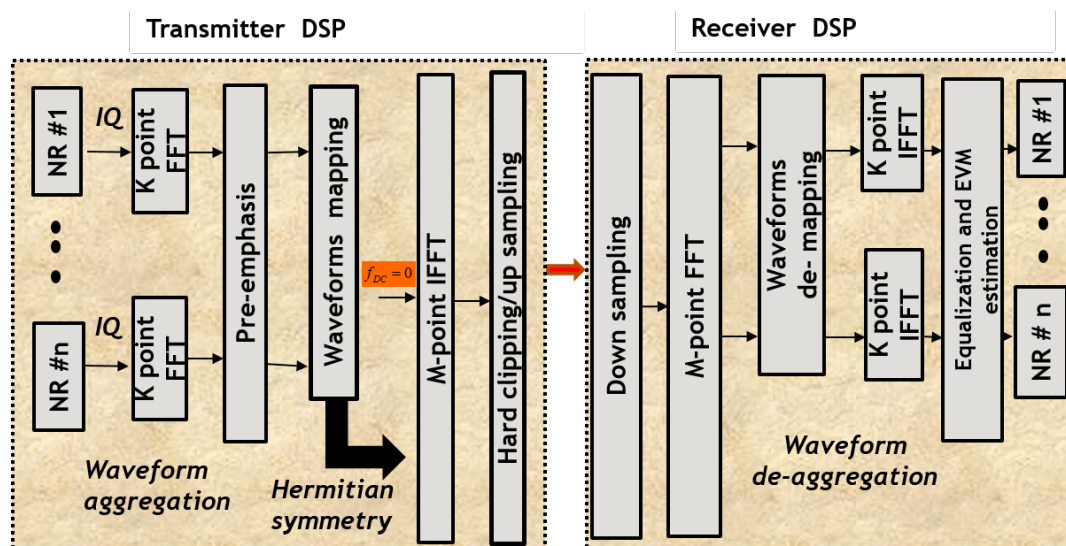 Transmitter DSP
NR #1
IQ
K point
FFT
NR #n
IQ
K point
FFT
Pre-emphasis
Waveforms mapping
f_DC = 0
M-point IFFT
Hard clipping/up sampling
Waveform
aggregation
Hermitian
symmetry
Receiver DSP
Down sampling
M-point FFT
Waveforms
de- mapping
K point
IFFT
K point
IFFT
Equalization and EVM
estimation
NR #1
NR # n
Waveform
de-aggregation